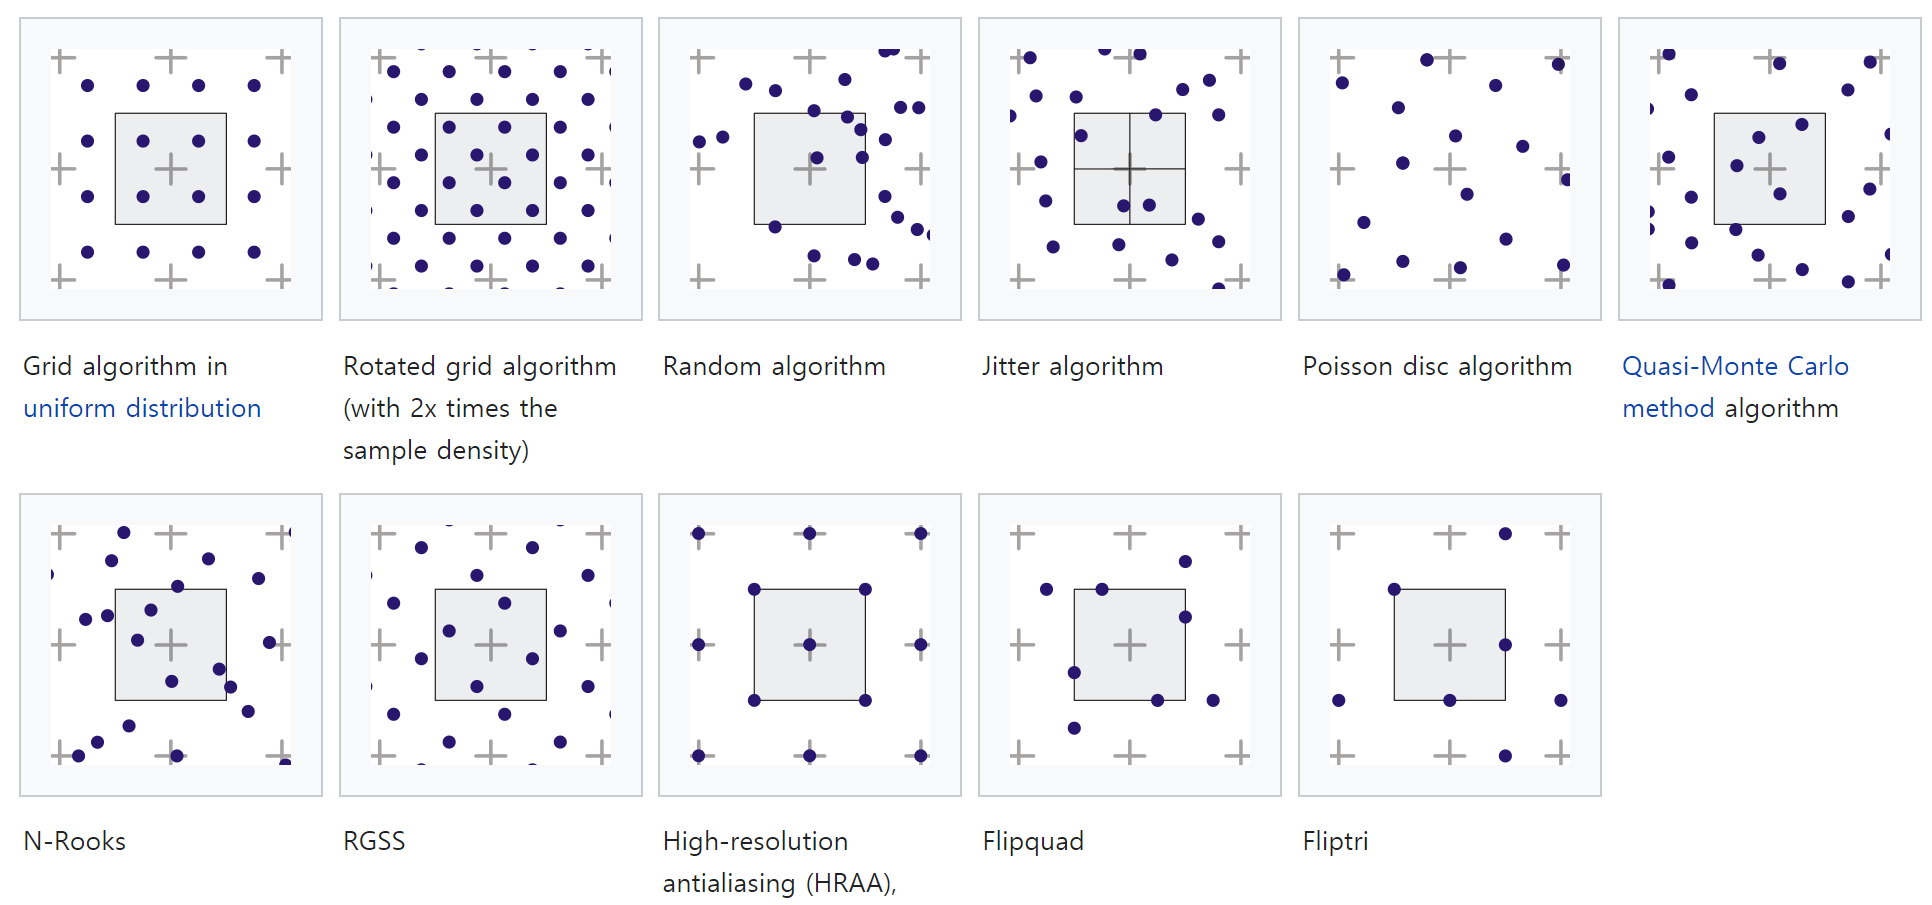 Grid algorithm in
uniform distribution
Rotated grid algorithm
(with 2x times the
sample density)
Random algorithm
Jitter algorithm
Poisson disc algorithm
Quasi-Monte Carlo
method algorithm
N-Rooks
RGSS
High-resolution
antialiasing (HRAA),
Flipquad
Fliptri